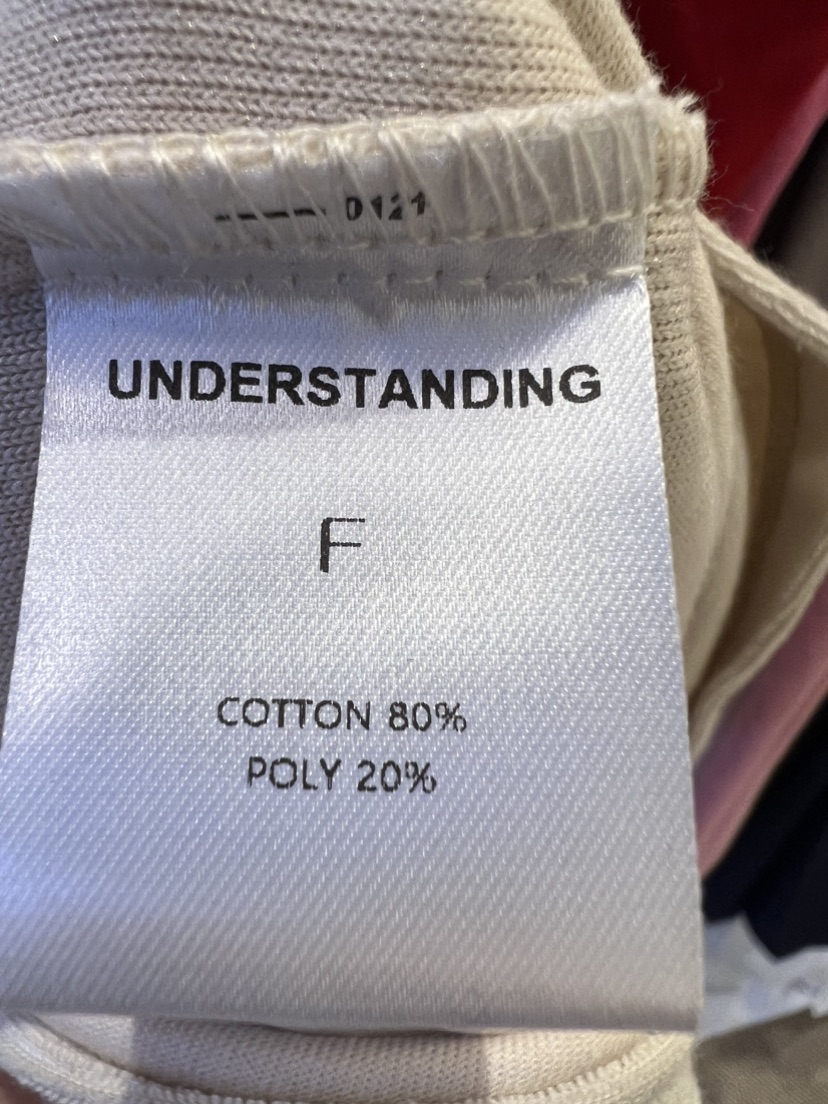 ---- 0121
UNDERSTANDING
F
COTTON 80%
POLY 20%